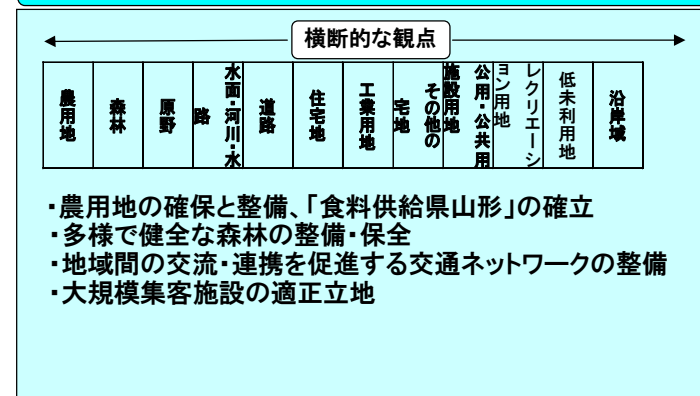 横断的な観点
農用地
森林
原野
水面・河川・水
路
道路
住宅地
工業用地
その他の
宅地
公用・公共用
施設用地
レクリエーシ
ョン用地
低未利用地
沿岸域
・農用地の確保と整備、「食料供給県山形」の確立
・多様で健全な森林の整備・保全
・地域間の交流・連携を促進する交通ネットワークの整備
・大規模集客施設の適正立地